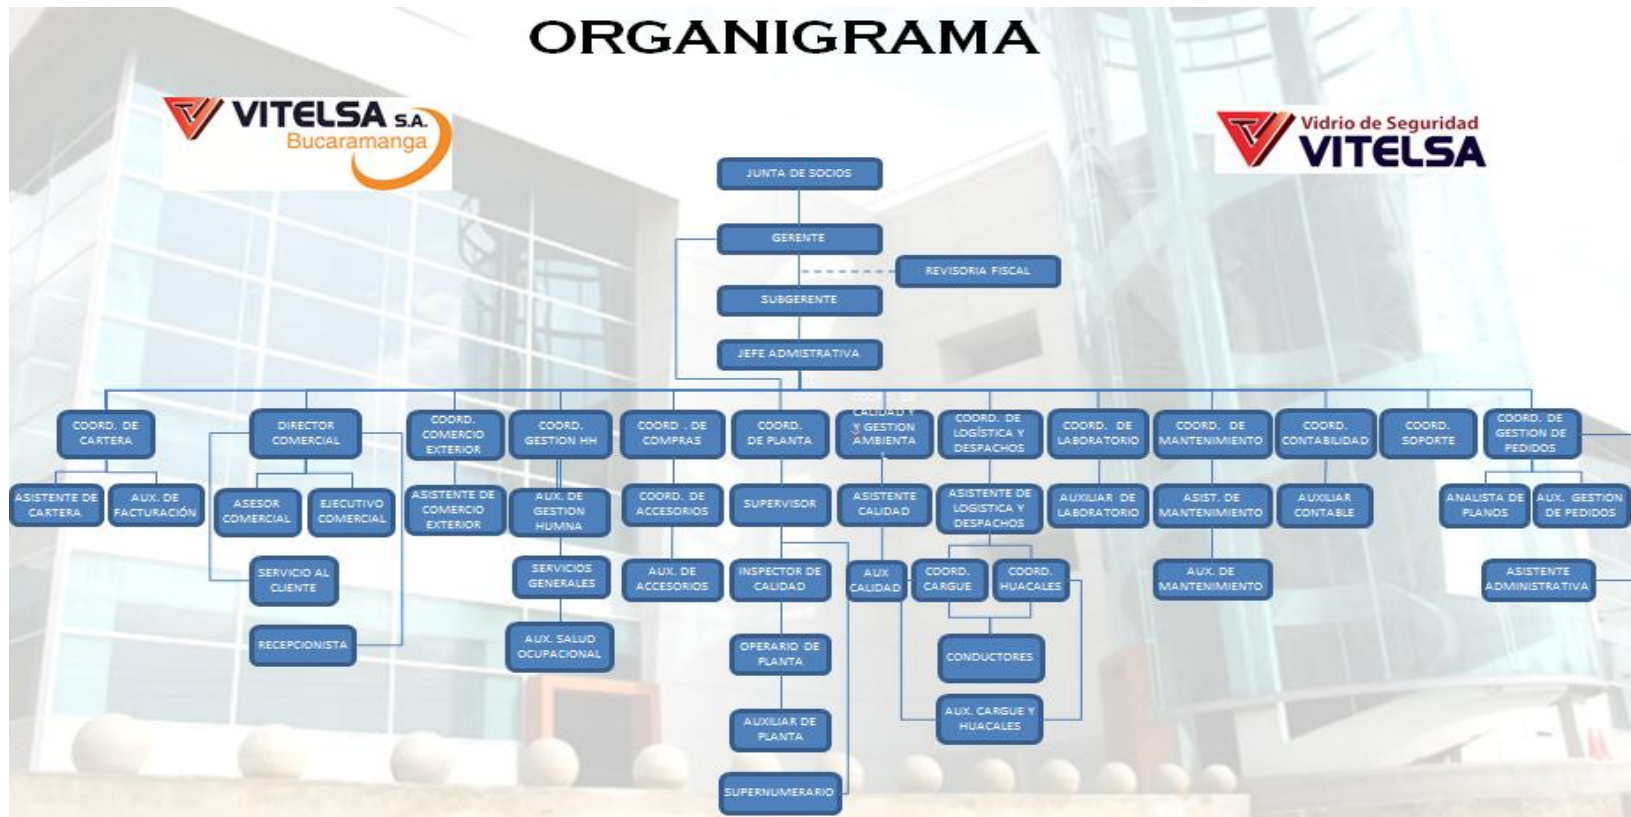 ORGANIGRAMA
VITELSA S.A.
Bucaramanga
Vidrio de Seguridad
VITELSA
JUNTA DE SOCIOS
GERENTE
REVISORIA FISCAL
SUBGERENTE
JEFE ADMISTRATIVA
COORD. DE
CARTERA
DIRECTOR
COMERCIAL
COORD.
COMERCIO
EXTERIOR
COORD.
GESTION HH
COORD . DE
COMPRAS
COORD.
DE PLANTA
COORD. DE
CALIDAD Y
Y GESTION
AMBIENTA
COORD. DE
LOGÍSTICA Y
DESPACHOS
COORD. DE
LABORATORIO
COORD. DE
MANTENIMIENTO
COORD.
CONTABILIDAD
COORD.
SOPORTE
COORD. DE
GESTION DE
PEDIDOS
ASISTENTE DE
CARTERA
AUX. DE
FACTURACIÓN
ASESOR
COMERCIAL
EJECUTIVO
COMERCIAL
ASISTENTE DE
COMERCIO
EXTERIOR
AUX. DE
GESTION
HUMNA
COORD. DE
ACCESORIOS
SUPERVISOR
ASISTENTE
CALIDAD
ASISTENTE DE
LOGISTICA Y
DESPACHOS
AUXILIAR DE
LABORATORIO
ASIST. DE
MANTENIMIENTO
AUXILIAR
CONTABLE
ANALISTA DE
PLANOS
AUX. GESTION
DE PEDIDOS
SERVICIO AL
CLIENTE
SERVICIOS
GENERALES
AUX. DE
ACCESORIOS
INSPECTOR DE
CALIDAD
AUX
CALIDAD
COORD.
CARGUE
COORD.
HUACALES
AUX. DE
MANTENIMIENTO
ASISTENTE
ADMINISTRATIVA
RECEPCIONISTA
AUX. SALUD
OCUPACIONAL
OPERARIO DE
PLANTA
CONDUCTORES
AUXILIAR DE
PLANTA
AUX. CARGUE Y
HUACALES
SUPERNUMERARIO